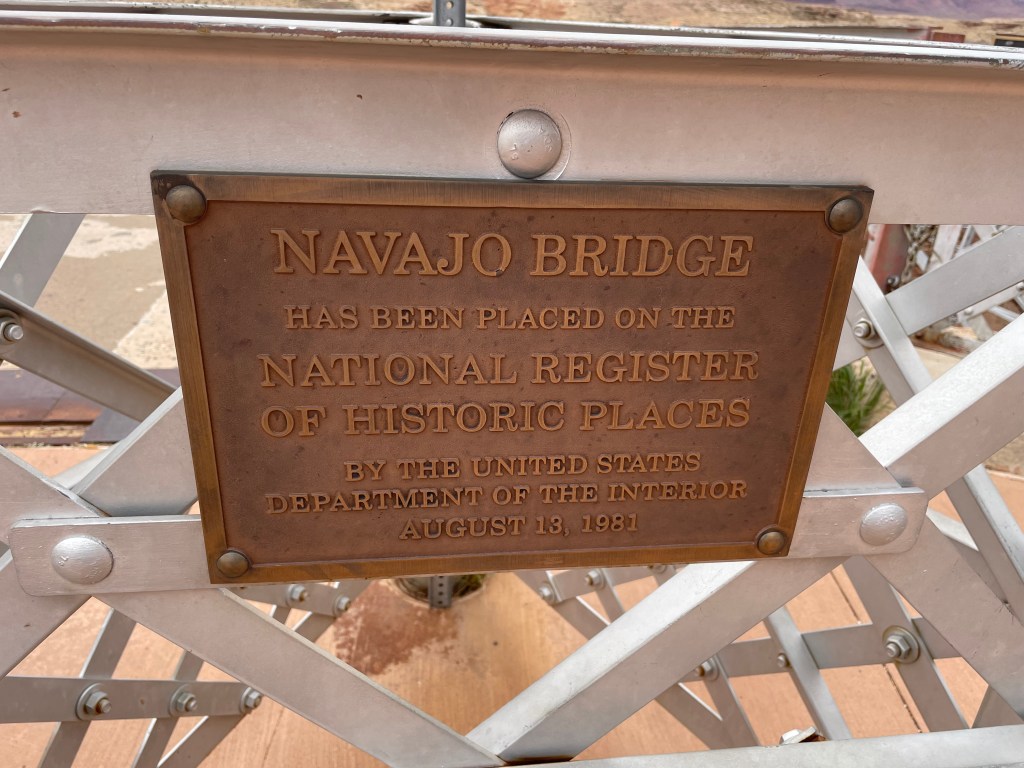 NAVAJO BRIDGE
HAS BEEN PLACED ON THE
NATIONAL REGISTER
OF HISTORIC PLACES
BY THE UNITED STATES
DEPARTMENT OF THE INTERIOR
AUGUST 13, 1981